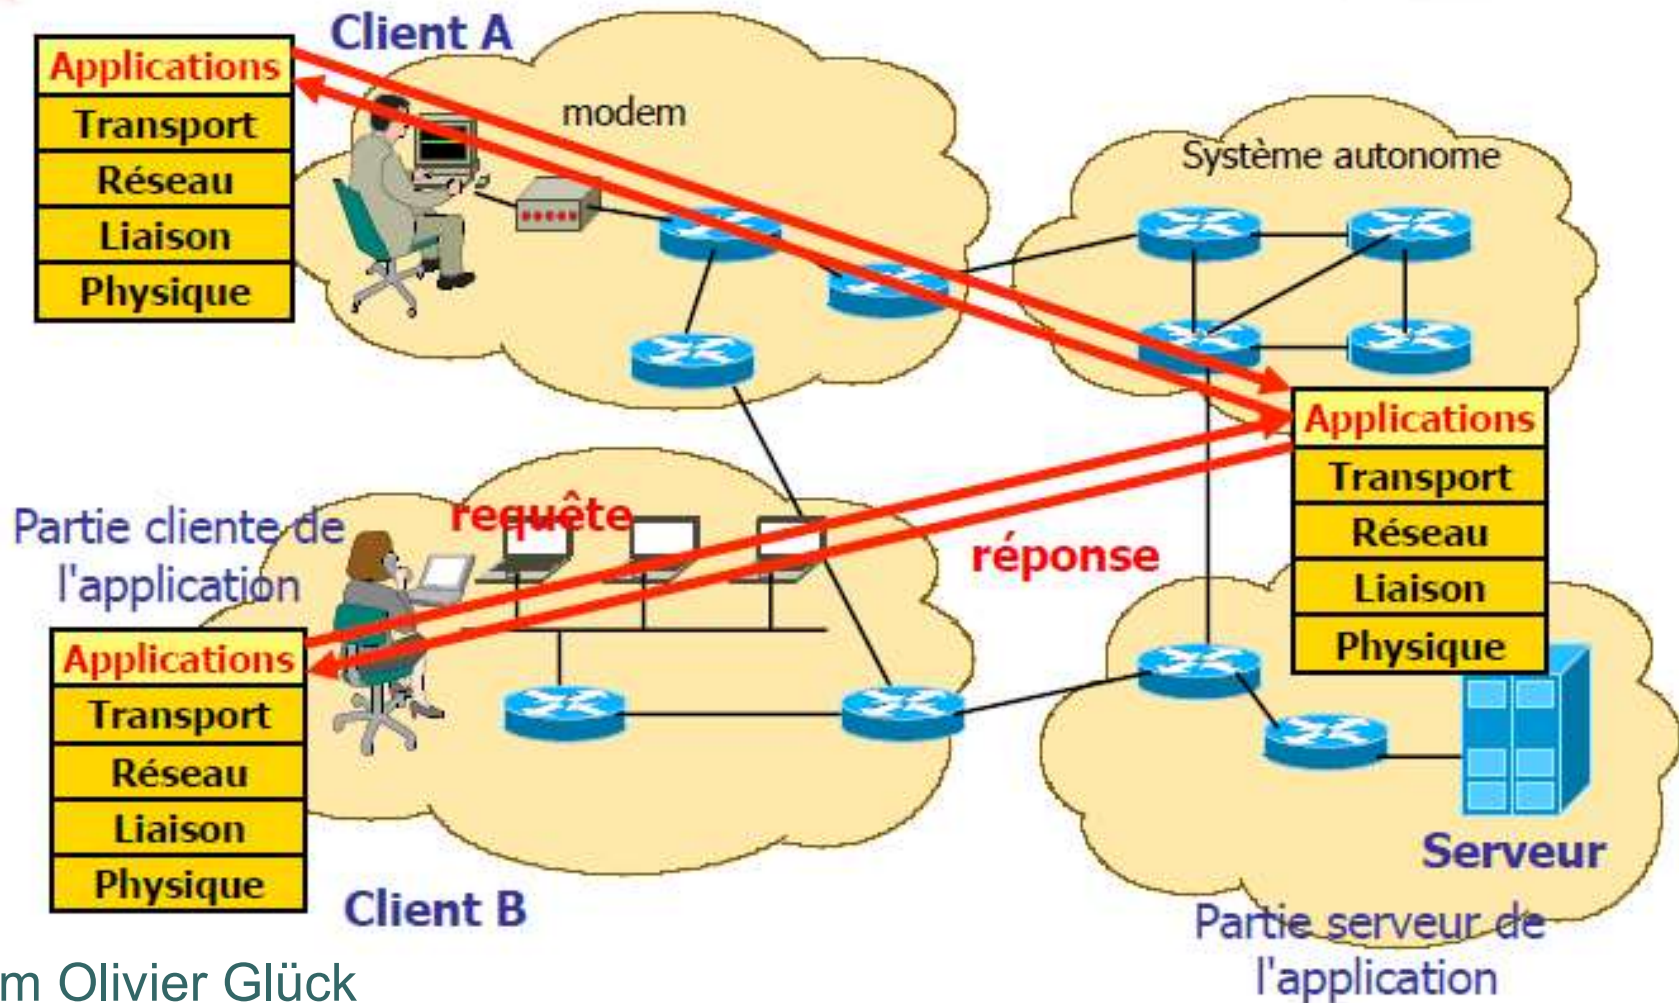 Client A
Applications
Transport
Réseau
Liaison
Physique
modem
Système autonome
Applications
Transport
Réseau
Liaison
Physique
requête
réponse
Partie cliente de
l'application
Applications
Transport
Réseau
Liaison
Physique
Client B
Serveur
Partie serveur de
l'application
m Olivier Glück